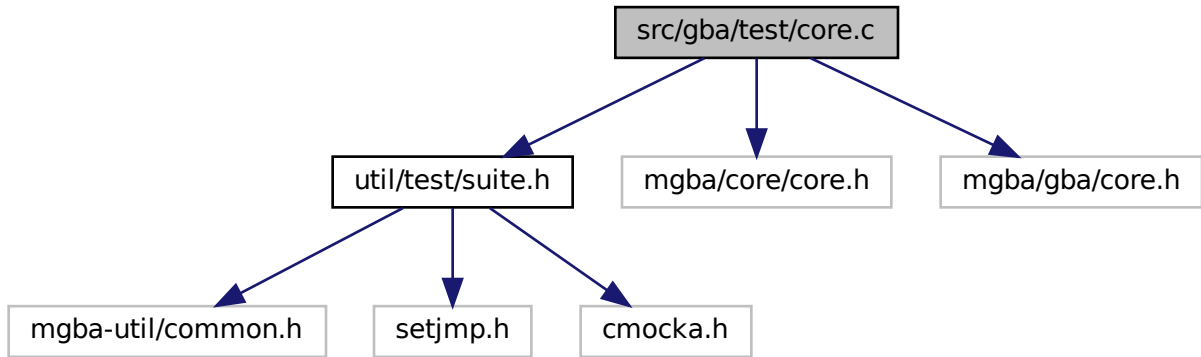 src/gba/test/core.c
util/test/suite.h
mgba/core/core.h
mgba/gba/core.h
mgba-util/common.h
setjmp.h
cmocka.h